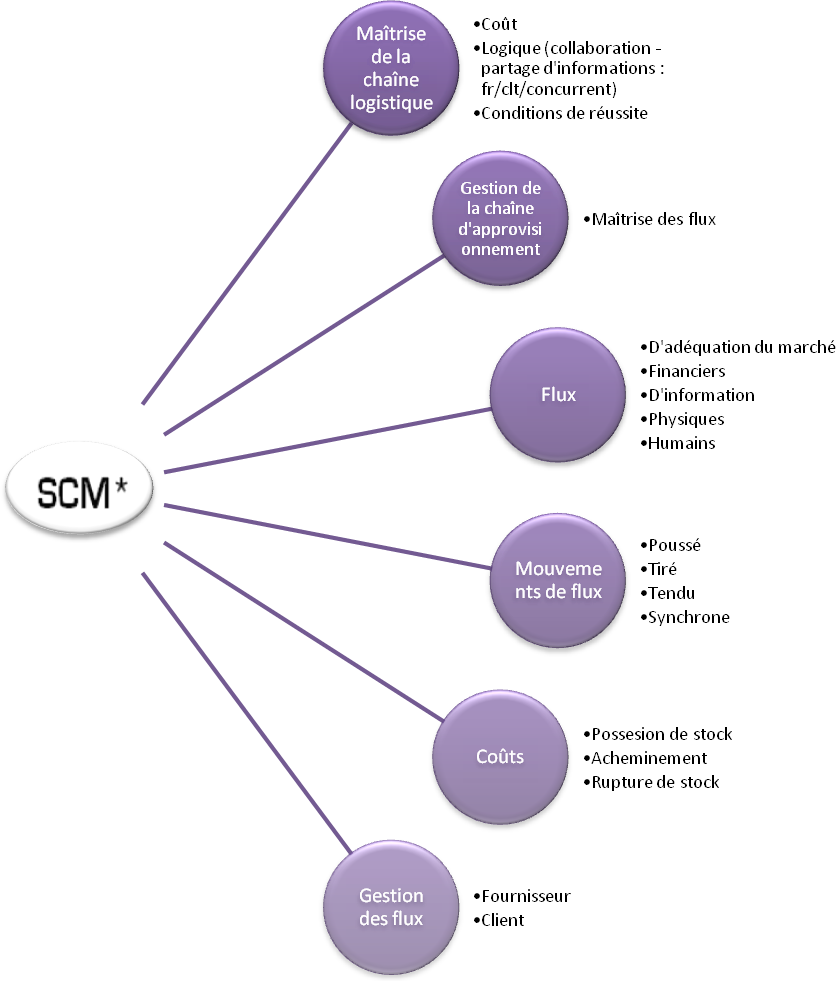 Maîtrise
de la
chaîne
logistique
•Coût
•Logique (collaboration -
partage d'informations :
fr/clt/concurrent)
•Conditions de réussite
Gestion de
la chaîne
d'approvisi
onnement
•Maîtrise des flux
Flux
•D'adéquation du marché
•Financiers
•D'information
•Physiques
•Humains
SCM*
Mouveme
nts de flux
•Poussé
•Tiré
•Tendu
•Synchrone
Coûts
•Possesion de stock
•Acheminement
•Rupture de stock
Gestion
des flux
•Fournisseur
•Client